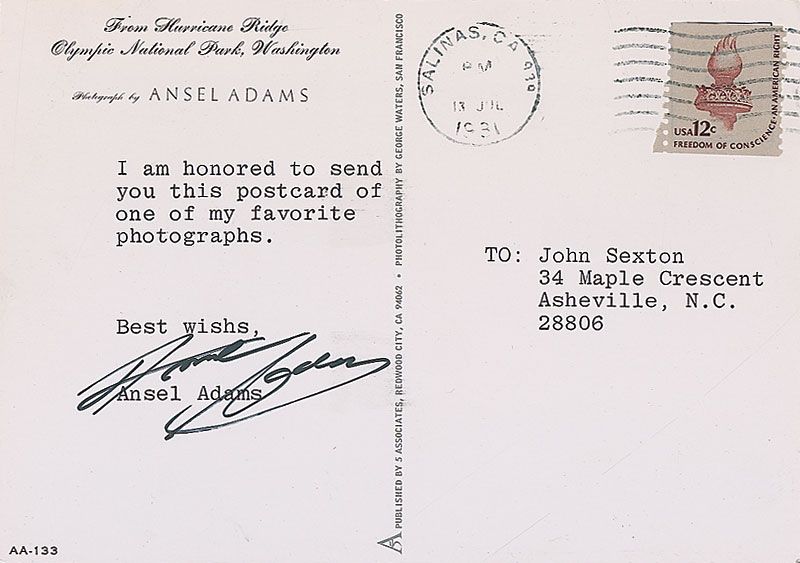 From Hurricane Ridge
Olympic National Park, Washington
Photograph by ANSEL ADAMS
I am honored to send
you this postcard of
one of my favorite
photographs.
Best wishs,
Ansel Adams
Ansel Adams
AA-133
PUBLISHED BY 5 ASSOCIATES, REDWOOD CITY, CA 94062 • PHOTOLITHOGRAPHY BY GEORGE WATERS, SAN FRANCISCO
SALINAS, CA 939
PM
13 JUL
1981
USA 12c
FREEDOM OF CONSCIENCE • AN AMERICAN RIGHT
TO: John Sexton
34 Maple Crescent
Asheville, N.C.
28806